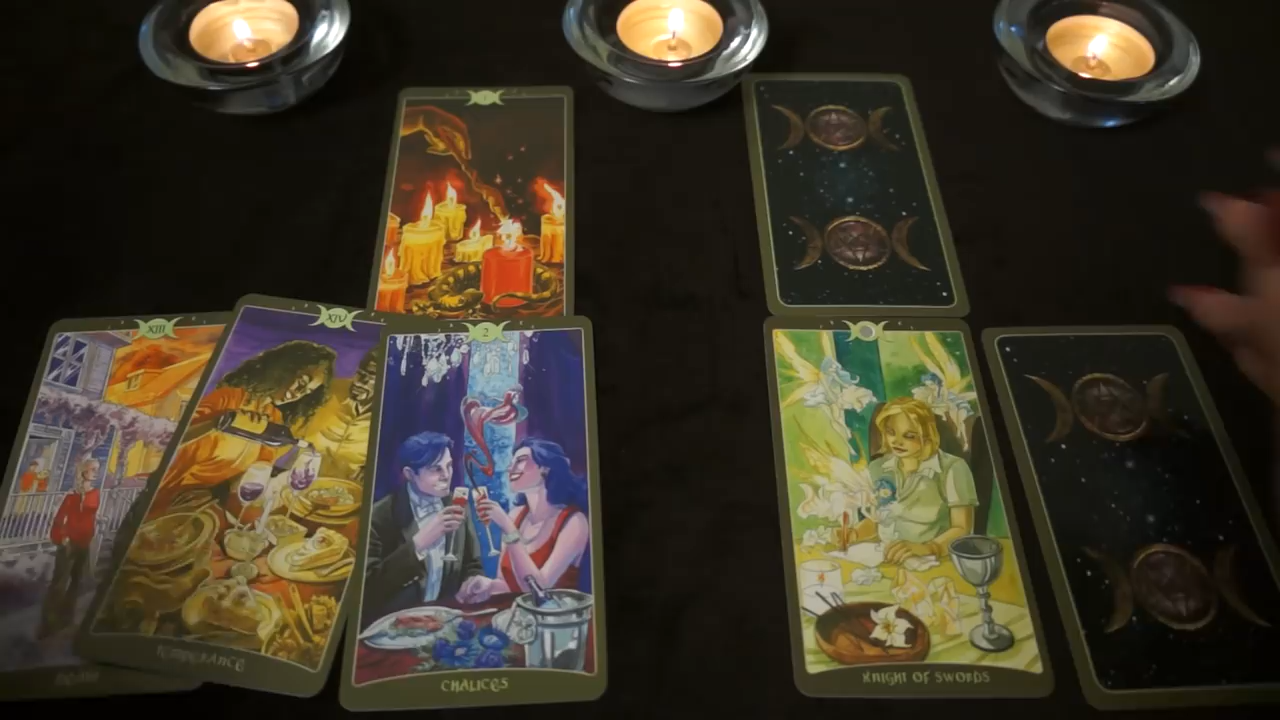 I
XIII
XIV
2
TEMPERANCE
CHALICES
KNIGHT OF SWORDS